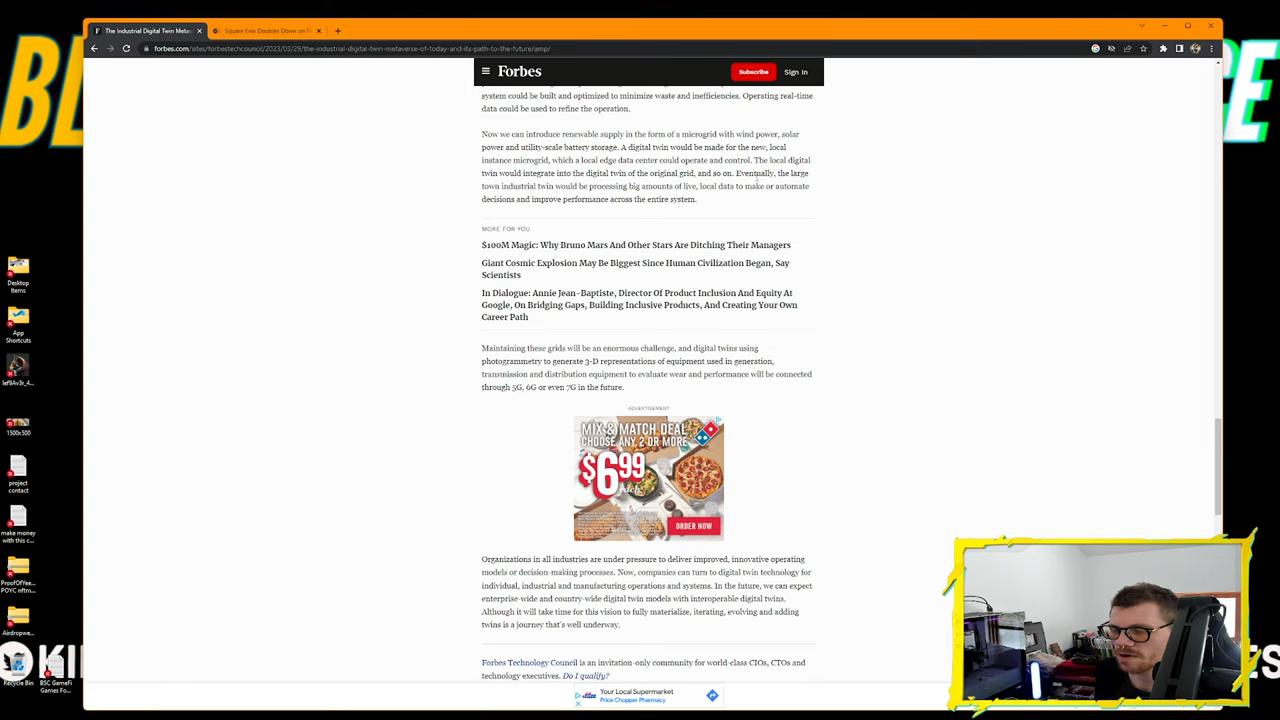 The Industrial Digital Twin Metav
Square Enix Doubles Down on
forbes.com/sites/forbestechcouncil/2023/03/29/the-industrial-digital-twin-metaverse-of-today-and-its-path-to-the-future/amp/
Forbes
Subscribe
Sign In
system could be built and optimized to minimize waste and inefficiencies. Operating real-time
data could be used to refine the operation.
Now we can introduce renewable supply in the form of a microgrid with wind power, solar
power and utility-scale battery storage. A digital twin would be made for the new, local
instance microgrid, which a local edge data center could operate and control. The local digital
twin would integrate into the digital twin of the original grid, and so on. Eventually, the large
town industrial twin would be processing big amounts of live, local data to make or automate
decisions and improve performance across the entire system.
MORE FOR YOU
$100M Magic: Why Bruno Mars And Other Stars Are Ditching Their Managers
Giant Cosmic Explosion May Be Biggest Since Human Civilization Began, Say
Scientists
In Dialogue: Annie Jean-Baptiste, Director Of Product Inclusion And Equity At
Google, On Bridging Gaps, Building Inclusive Products, And Creating Your Own
Career Path
Maintaining these grids will be an enormous challenge, and digital twins using
photogrammetry to generate 3-D representations of equipment used in generation,
transmission and distribution equipment to evaluate wear and performance will be connected
through 5G, 6G or even 7G in the future.
ADVERTISEMENT
MIX & MATCH DEAL
CHOOSE ANY 2 OR MORE
$6.99
each
ORDER NOW
Organizations in all industries are under pressure to deliver improved, innovative operating
models or decision-making processes. Now, companies can turn to digital twin technology for
individual, industrial and manufacturing operations and systems. In the future, we can expect
enterprise-wide and country-wide digital twin models with interoperable digital twins.
Although it will take time for this vision to fully materialize, iterating, evolving and adding
twins is a journey that's well underway.
Forbes Technology Council is an invitation-only community for world-class CIOs, CTOs and
technology executives. Do I qualify?
Your Local Supermarket
Price Chopper Pharmacy
Desktop
Items
App
Shortcuts
1500x500
project
contact
make money
with this c...
ProofOfYee...
POYC nftm...
Airdropwe...
Recycle Bin
BSC GameFi
Games Fo...